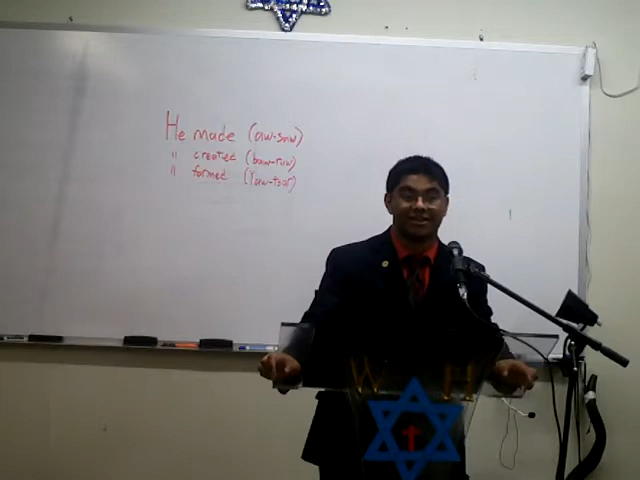 He made (aw-saw)
" created (baw-raw)
" formed (Yaw-tsar)
W H